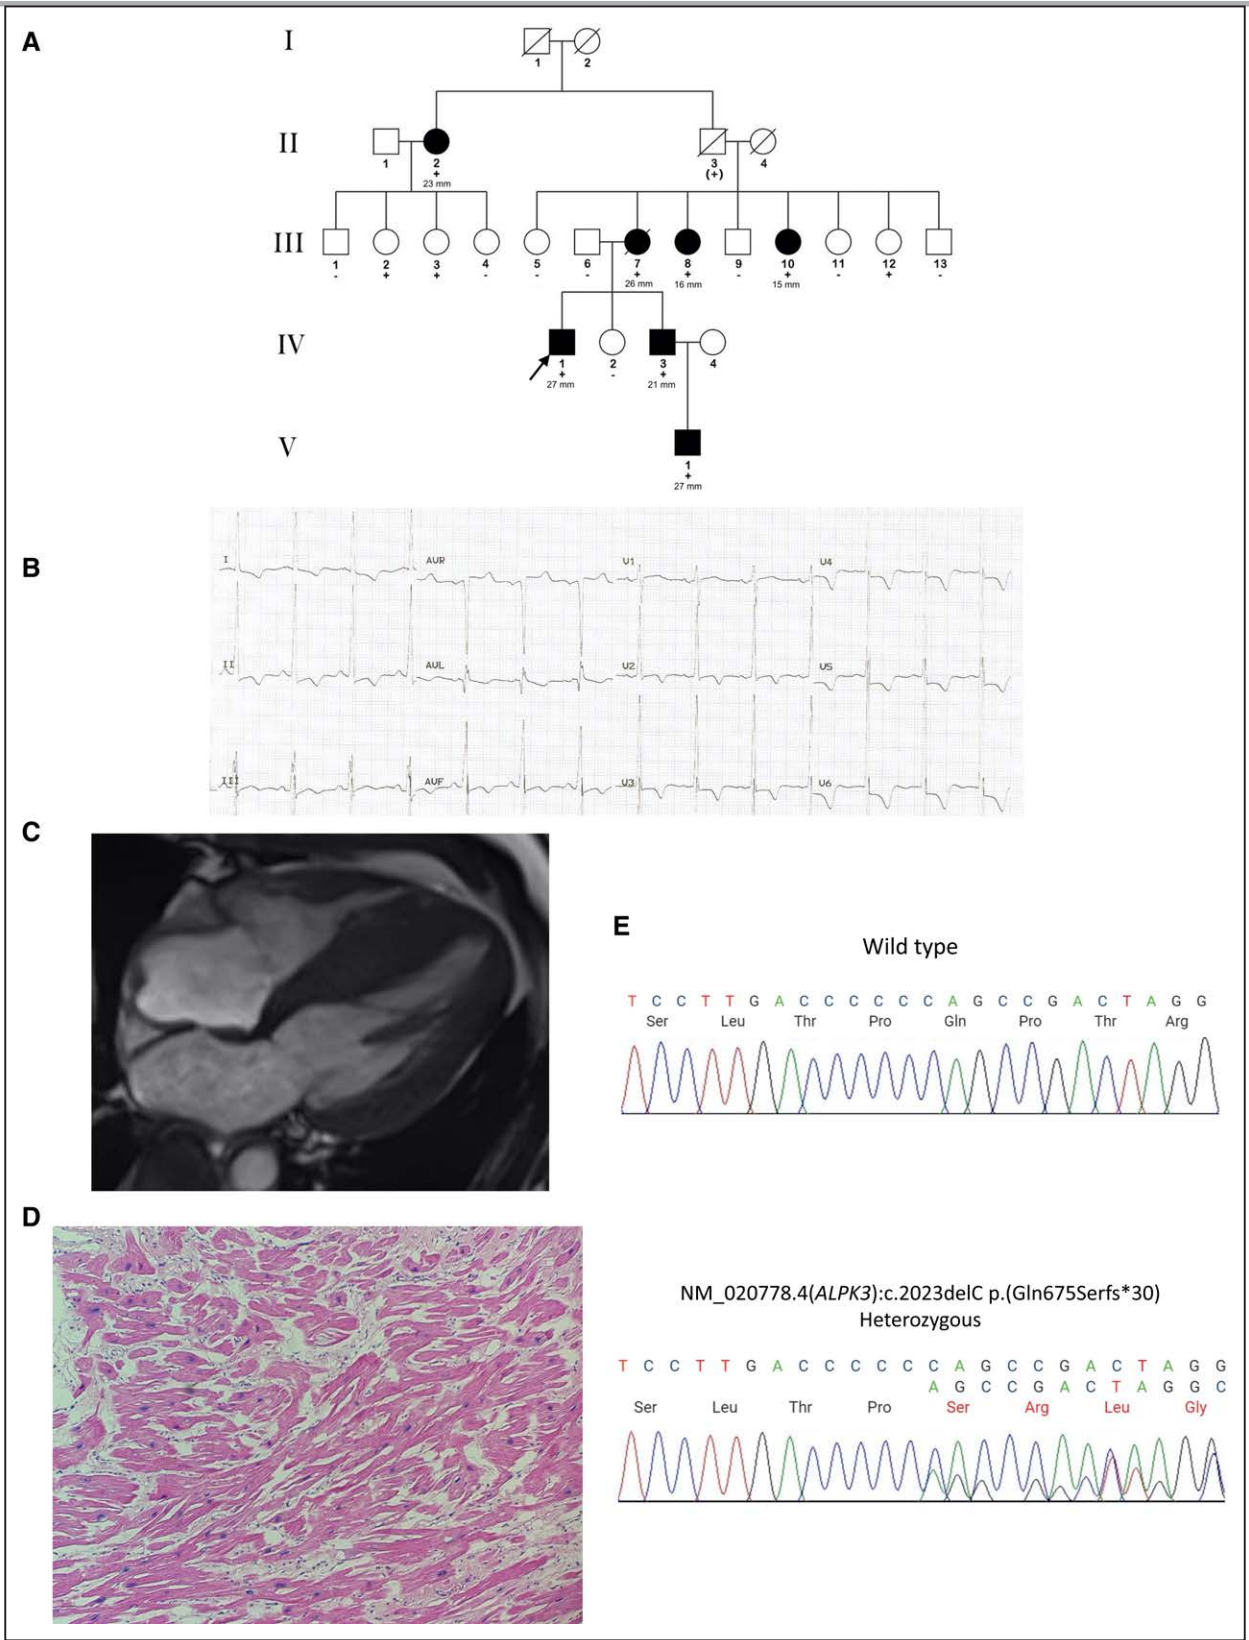 A
I
1 2
II
1 2 3 4
+ (+)
23 mm
III
1 2 3 4 5 6 7 8 9 10 11 12 13
- + + - - - + + - + - + -
26 mm 16 mm 15 mm
IV
1 2 3 4
+ - +
27 mm 21 mm
V
1
+
27 mm
B
I AVR V1 V4
II AVL V2 V5
III AVF V3 V6
C
E
Wild type
T C C T T G A C C C C C C A G C C G A C T A G G
Ser Leu Thr Pro Gln Pro Thr Arg
D
NM_020778.4(ALPK3):c.2023delC p.(Gln675Serfs*30)
Heterozygous
T C C T T G A C C C C C C A G C C G A C T A G G
A G C C G A C T A G G C
Ser Leu Thr Pro Ser Arg Leu Gly